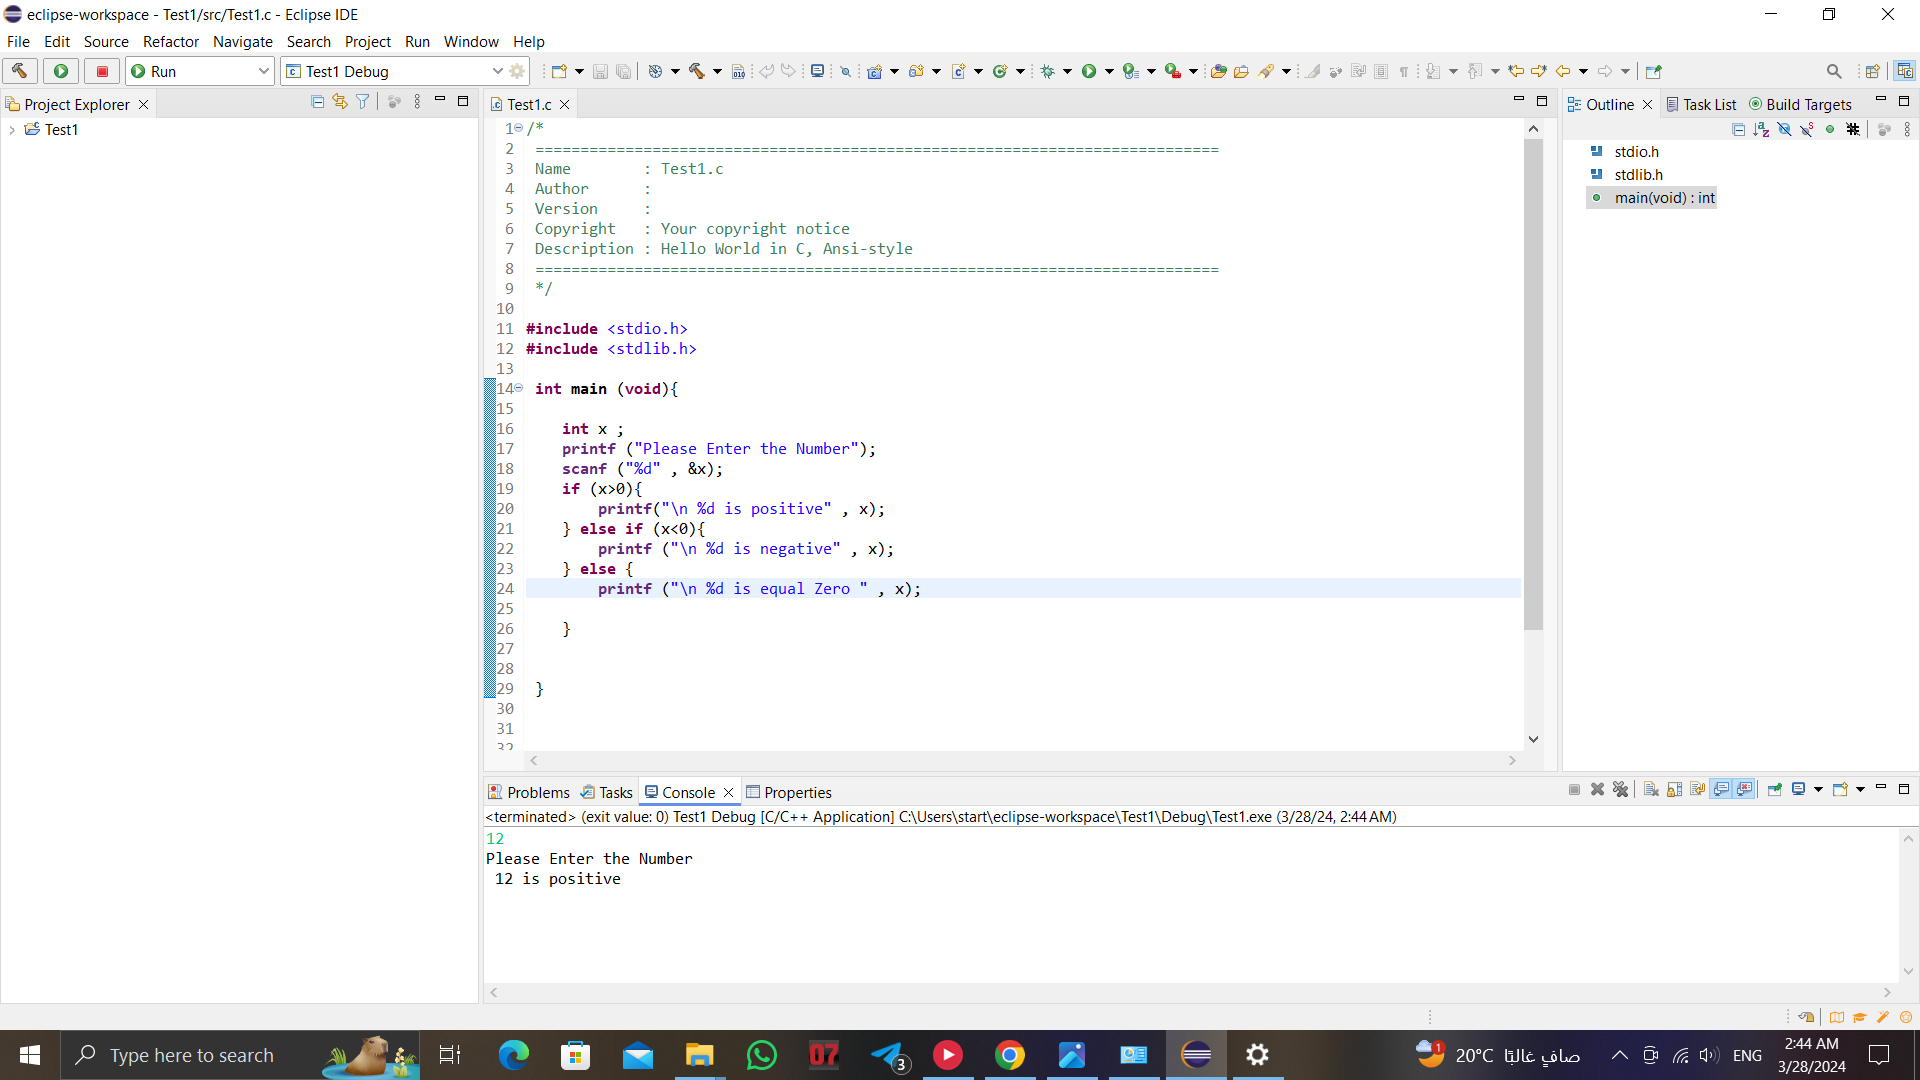 eclipse-workspace - Test1/src/Test1.c - Eclipse IDE
File Edit Source Refactor Navigate Search Project Run Window Help
Run
Test1 Debug
Project Explorer
Test1
Test1.c
1 /*
2 ============================================================================
3 Name        : Test1.c
4 Author      :
5 Version     :
6 Copyright   : Your copyright notice
7 Description : Hello World in C, Ansi-style
8 ============================================================================
9 */
10
11 #include <stdio.h>
12 #include <stdlib.h>
13
14 int main (void){
15
16     int x ;
17     printf ("Please Enter the Number");
18     scanf ("%d" , &x);
19     if (x>0){
20         printf("\n %d is positive" , x);
21     } else if (x<0){
22         printf ("\n %d is negative" , x);
23     } else {
24         printf ("\n %d is equal Zero " , x);
25
26     }
27
28
29 }
30
31
32
Outline Task List Build Targets
stdio.h
stdlib.h
main(void) : int
Problems Tasks Console Properties
<terminated> (exit value: 0) Test1 Debug [C/C++ Application] C:\Users\start\eclipse-workspace\Test1\Debug\Test1.exe (3/28/24, 2:44 AM)
12
Please Enter the Number
12 is positive
Type here to search
07
3
1
20°C صافٍ غالبًا
ENG
2:44 AM
3/28/2024